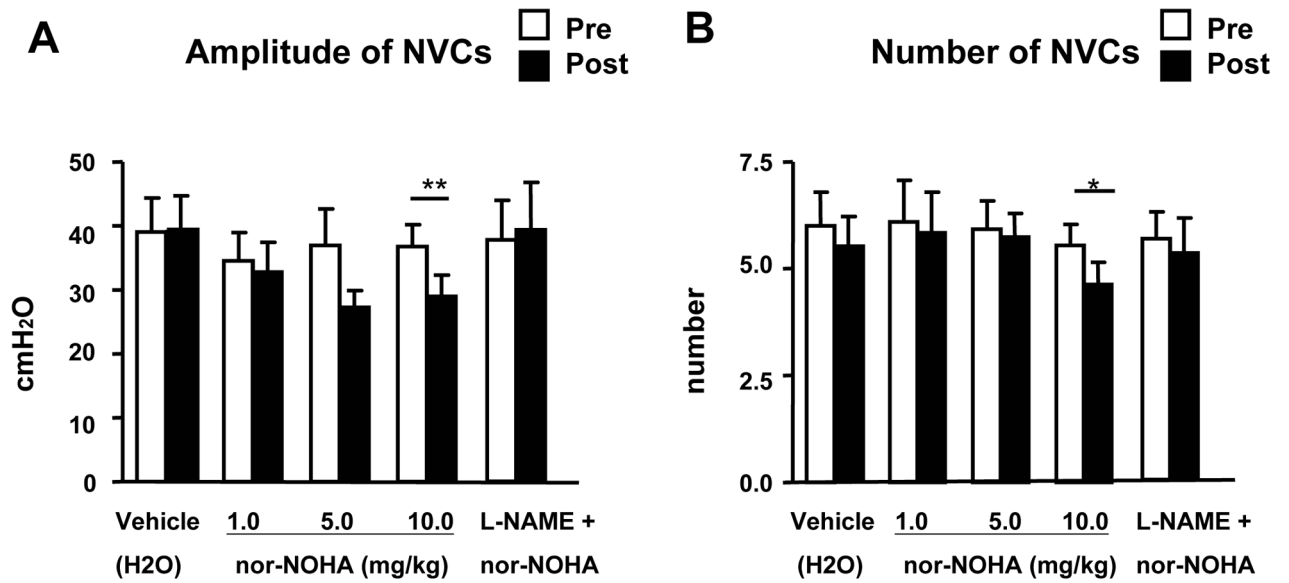 A
Amplitude of NVCs
Pre
Post
50
40
30
20
10
0
cmH2O
**
Vehicle
(H2O)
1.0 5.0 10.0
nor-NOHA (mg/kg)
L-NAME +
nor-NOHA
B
Number of NVCs
Pre
Post
7.5
5.0
2.5
0.0
number
*
Vehicle
(H2O)
1.0 5.0 10.0
nor-NOHA (mg/kg)
L-NAME +
nor-NOHA